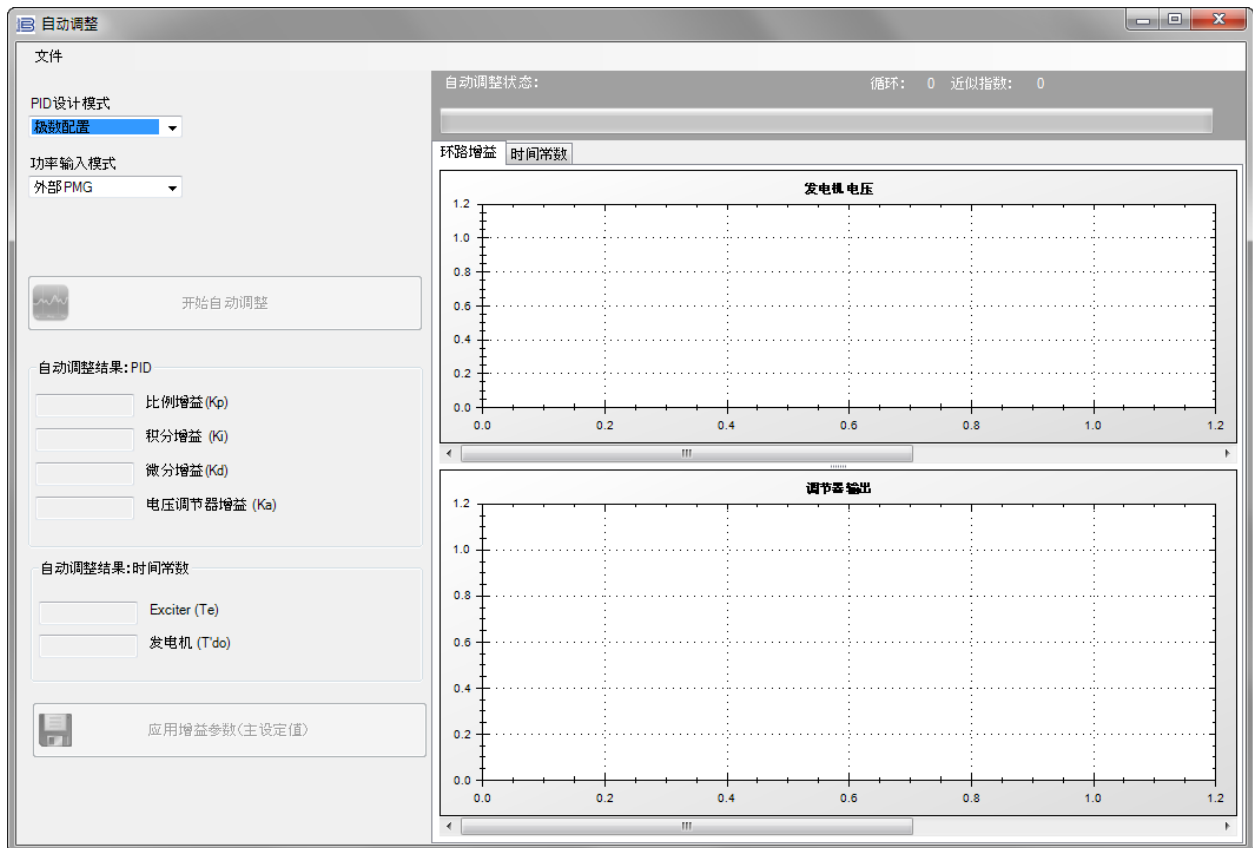 自动调整
文件
PID设计模式
极数配置
功率输入模式
外部PMG
开始自动调整
自动调整结果:PID
比例增益(Kp)
积分增益 (Ki)
微分增益(Kd)
电压调节器增益 (Ka)
自动调整结果:时间常数
Exciter (Te)
发电机 (T'do)
应用增益参数(主设定值)
自动调整状态: 循环: 0 近似指数: 0
环路增益 时间常数
发电机电压
1.2
1.0
0.8
0.6
0.4
0.2
0.0
0.0 0.2 0.4 0.6 0.8 1.0 1.2
调节器输出
1.2
1.0
0.8
0.6
0.4
0.2
0.0
0.0 0.2 0.4 0.6 0.8 1.0 1.2